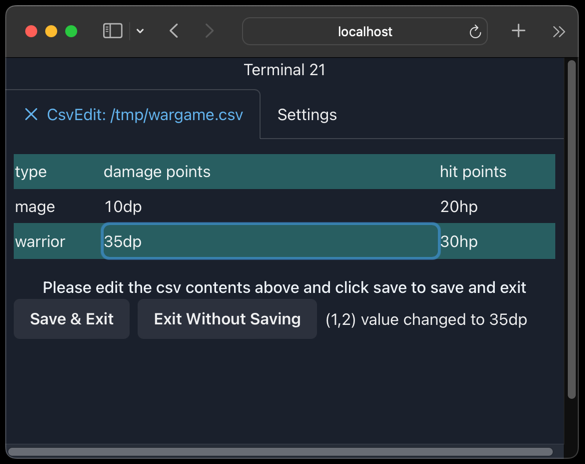 localhost
Terminal 21
CsvEdit: /tmp/wargame.csv Settings
type damage points hit points
mage 10dp 20hp
warrior 35dp 30hp
Please edit the csv contents above and click save to save and exit
Save & Exit Exit Without Saving (1,2) value changed to 35dp